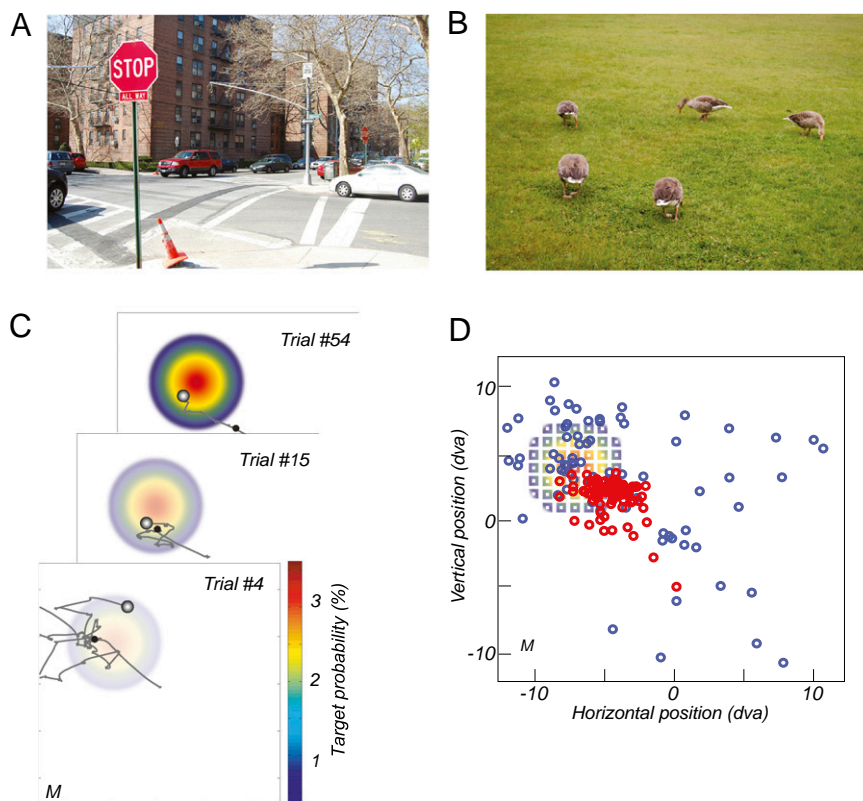 A
STOP
ALL WAY
B
C
Trial #54
Trial #15
Trial #4
3
2
1
Target probability (%)
M
D
10
0
-10
Vertical position (dva)
M
-10
0
10
Horizontal position (dva)